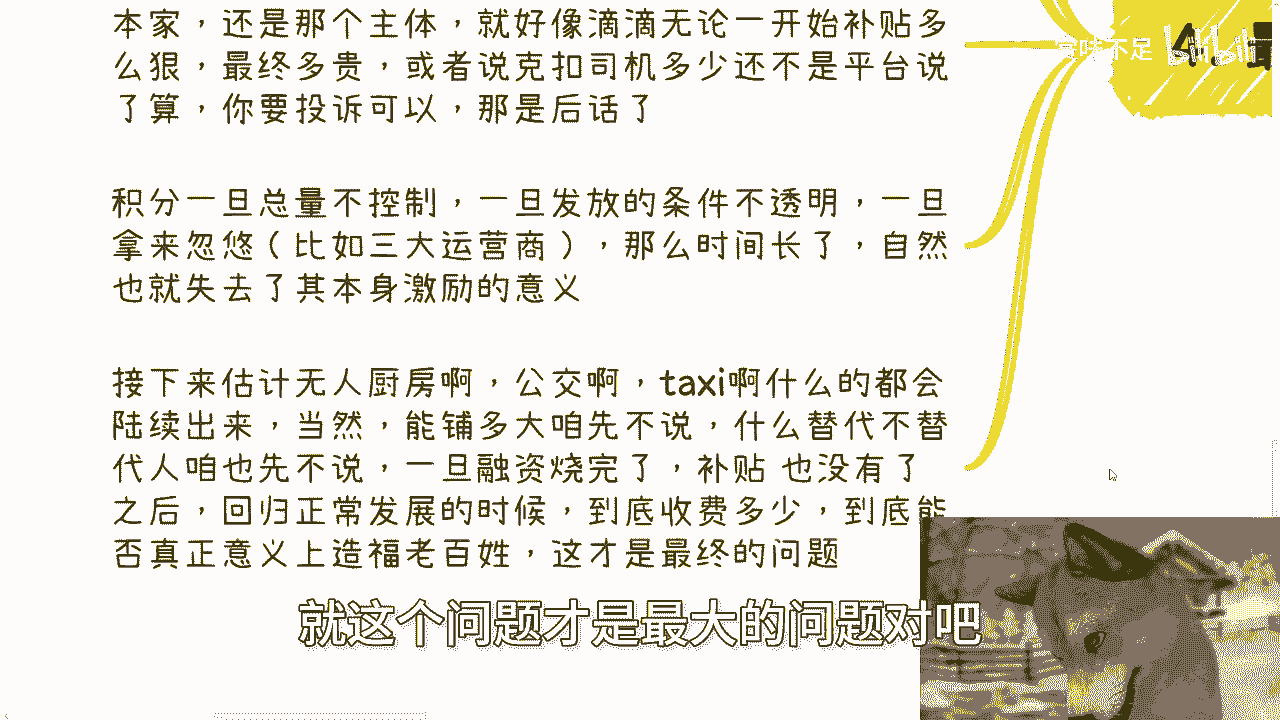 本家，还是那个主体，就好像滴滴无论一开始补贴多
么狠，最终多贵，或者说克扣司机多少还不是平台说
了算，你要投诉可以，那是后话了
积分一旦总量不控制，一旦发放的条件不透明，一旦
拿来忽悠（比如三大运营商），那么时间长了，自然
也就失去了其本身激励的意义
接下来估计无人厨房啊，公交啊，taxi啊什么的都会
陆续出来，当然，能铺多大咱先不说，什么替代不替
代人咱也先不说，一旦融资烧完了，补贴 也没有了
之后，回归正常发展的时候，到底收费多少，到底能
否真正意义上造福老百姓，这才是最终的问题
就这个问题才是最大的问题对吧